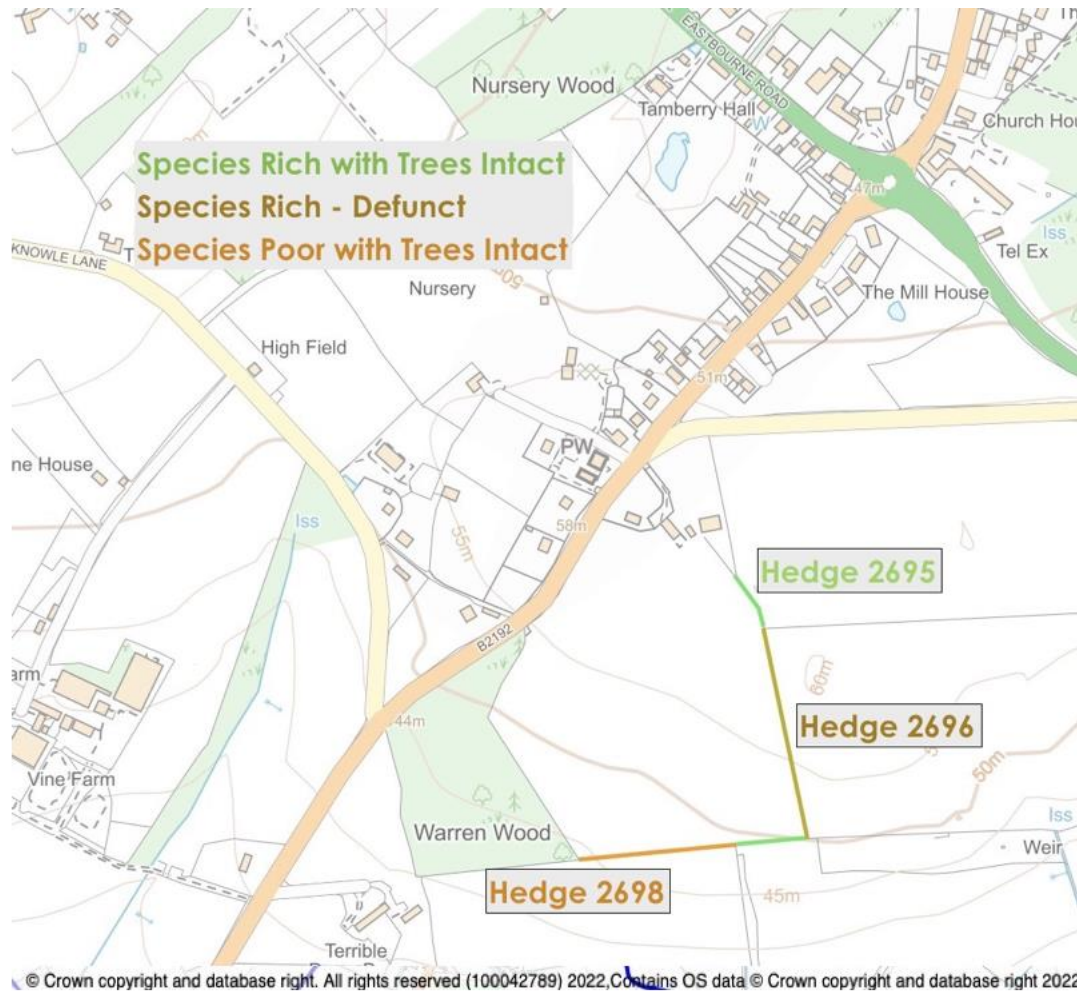 Th
Nursery Wood
EASTBOURNE ROAD
Tamberry Hall
W
Church Hou
Species Rich with Trees Intact
Species Rich - Defunct
Species Poor with Trees Intact
47m
Iss
Tel Ex
KNOWLE LANE
T
50m
Nursery
The Mill House
High Field
51m
PW
ne House
Iss
55m
58m
Hedge 2695
B2192
60m
arm
Hedge 2696
44m
50m
Vine Farm
Warren Wood
Iss
Weir
Hedge 2698
45m
Terrible
© Crown copyright and database right. All rights reserved (100042789) 2022,Contains OS data © Crown copyright and database right 2022